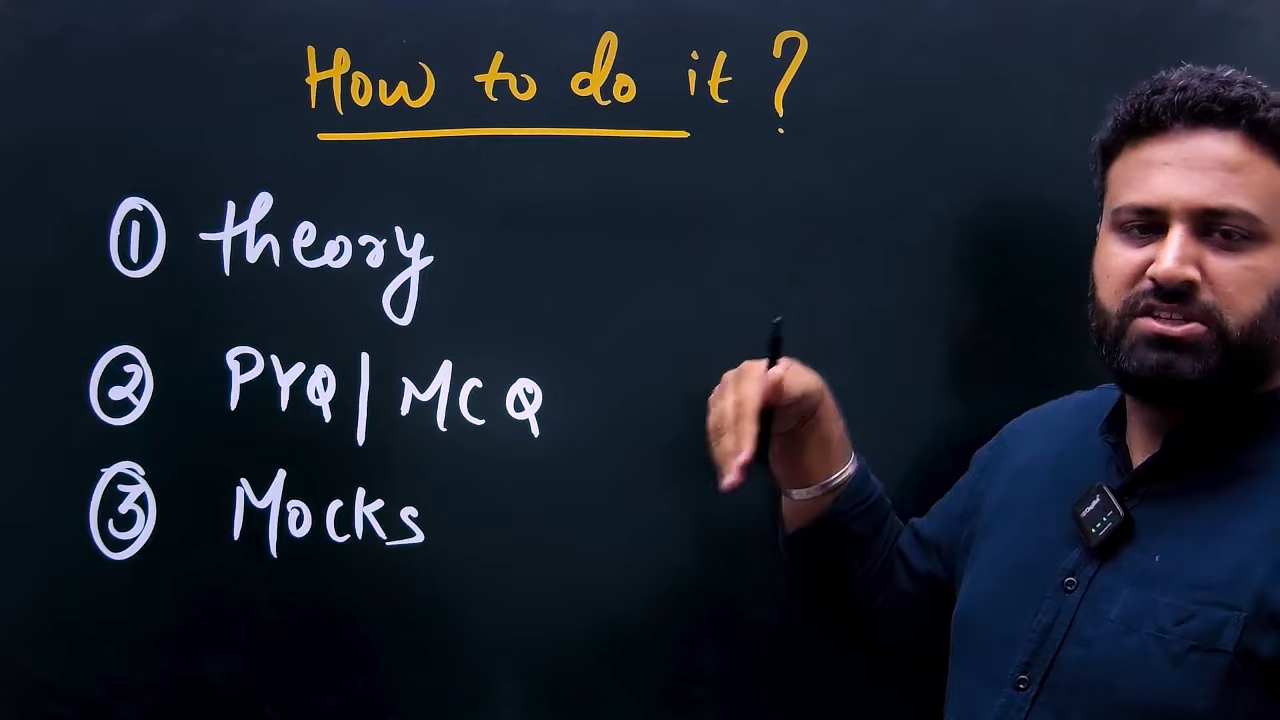 How to do it ?
① theory
② PYQ | MCQ
③ Mocks